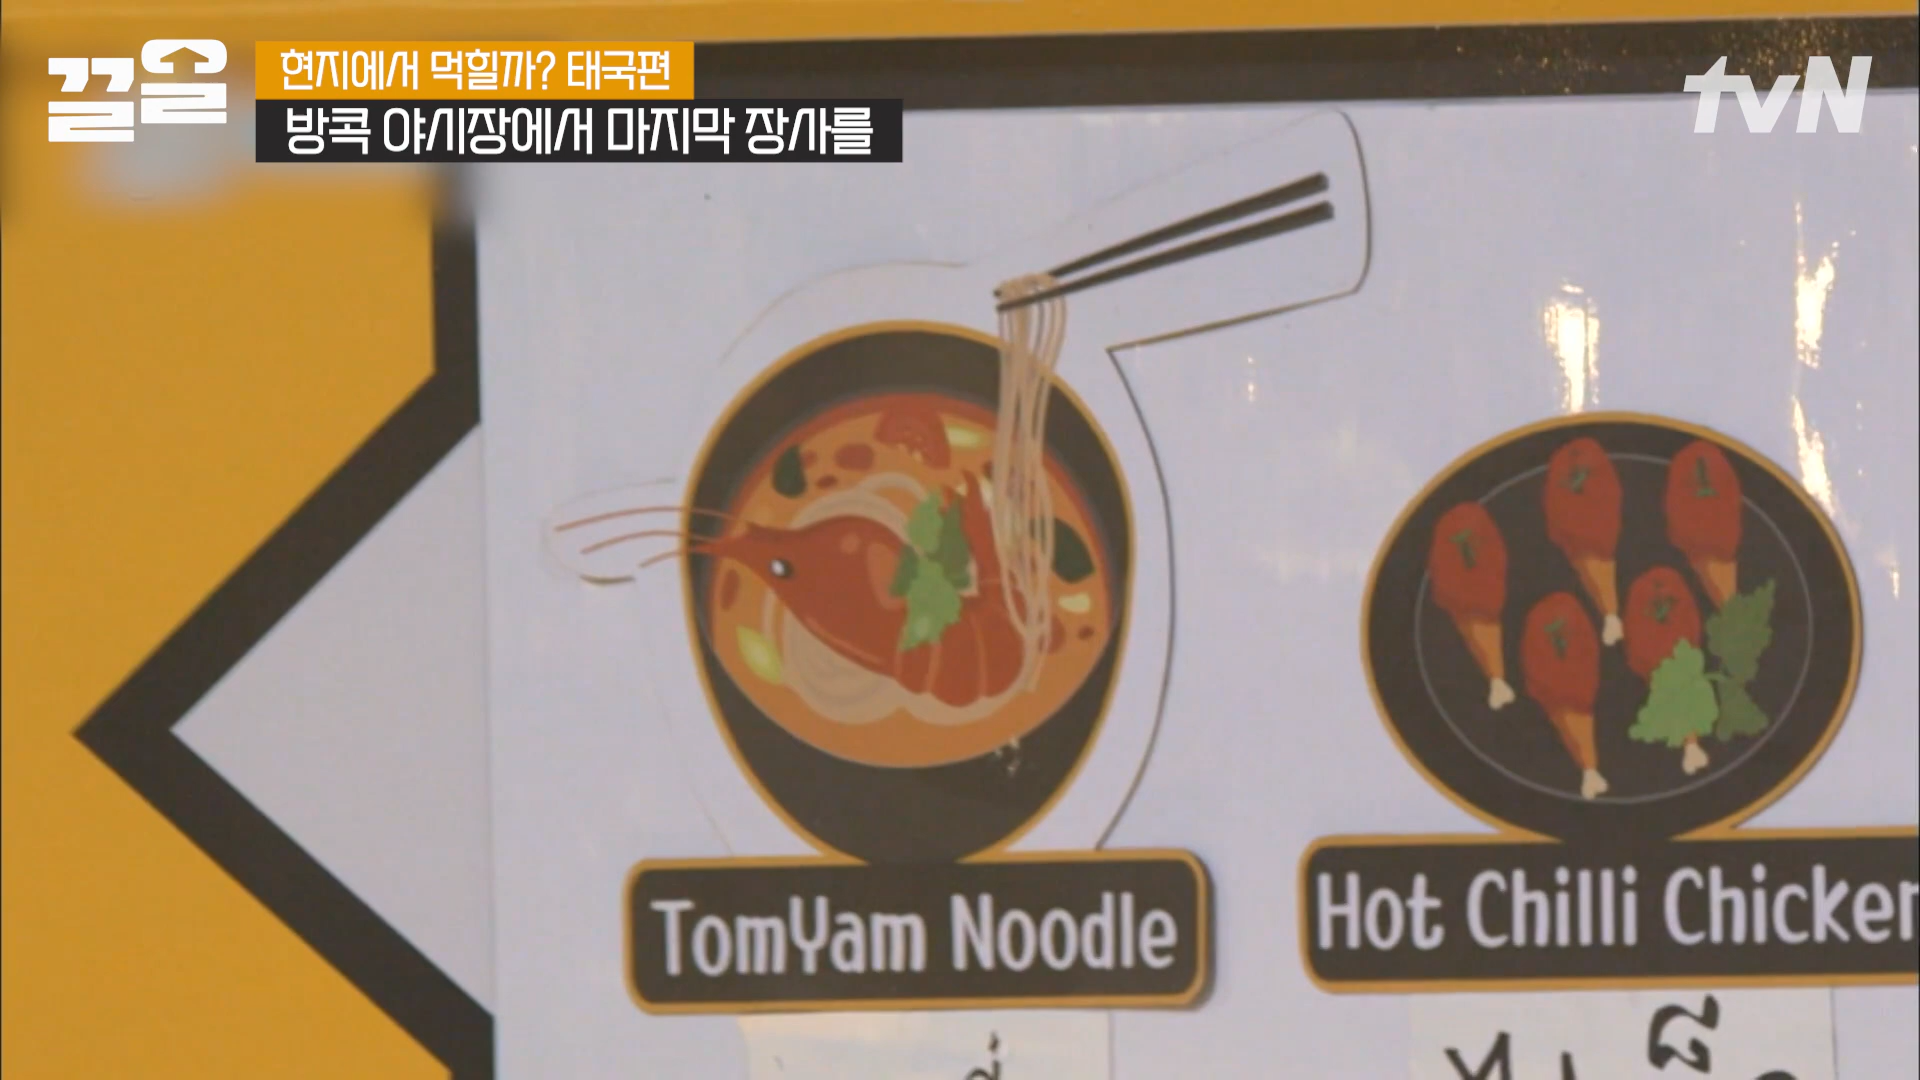 끌올
현지에서 먹힐까? 태국편
방콕 야시장에서 마지막 장사를
tvN
TomYam Noodle
Hot Chilli Chicken